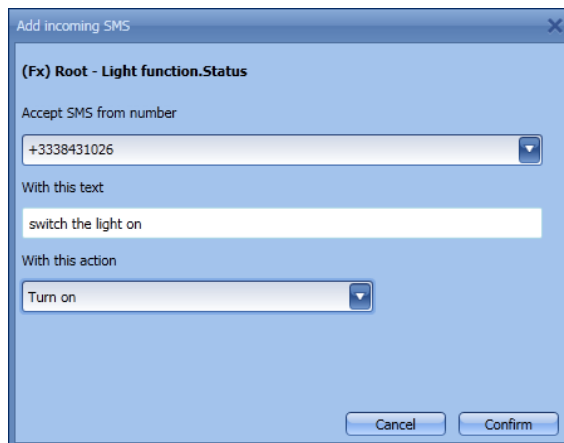 Add incoming SMS
(Fx) Root - Light function.Status
Accept SMS from number
+3338431026
With this text
switch the light on
With this action
Turn on
Cancel Confirm